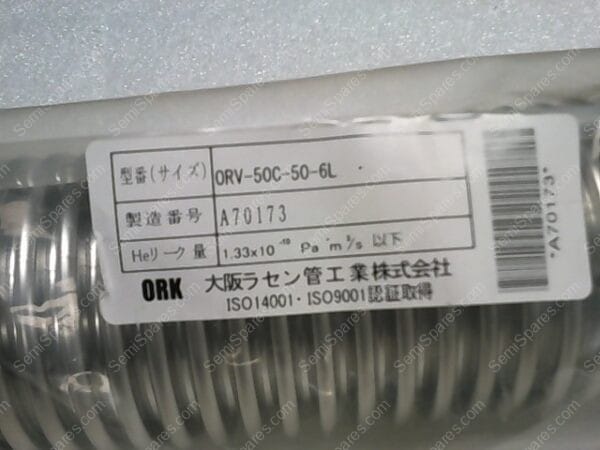 型番(サイズ) ORV-50C-50-6L
製造番号 A70173
Heリーク量 1.33x10⁻¹⁰ Pa·m³/s 以下
ORK 大阪ラセン管工業株式会社
ISO14001・ISO9001認証取得
*A70173*
SemiSpares.com